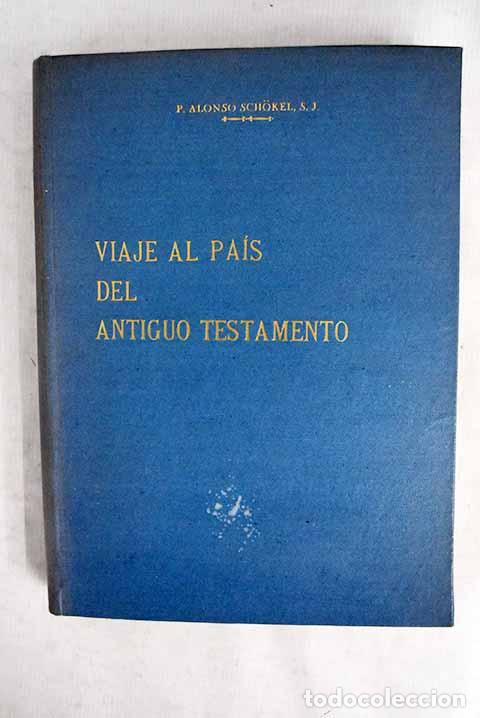 P. ALONSO SCHÖKEL, S. J.
VIAJE AL PAÍS
DEL
ANTIGUO TESTAMENTO
todocoleccion